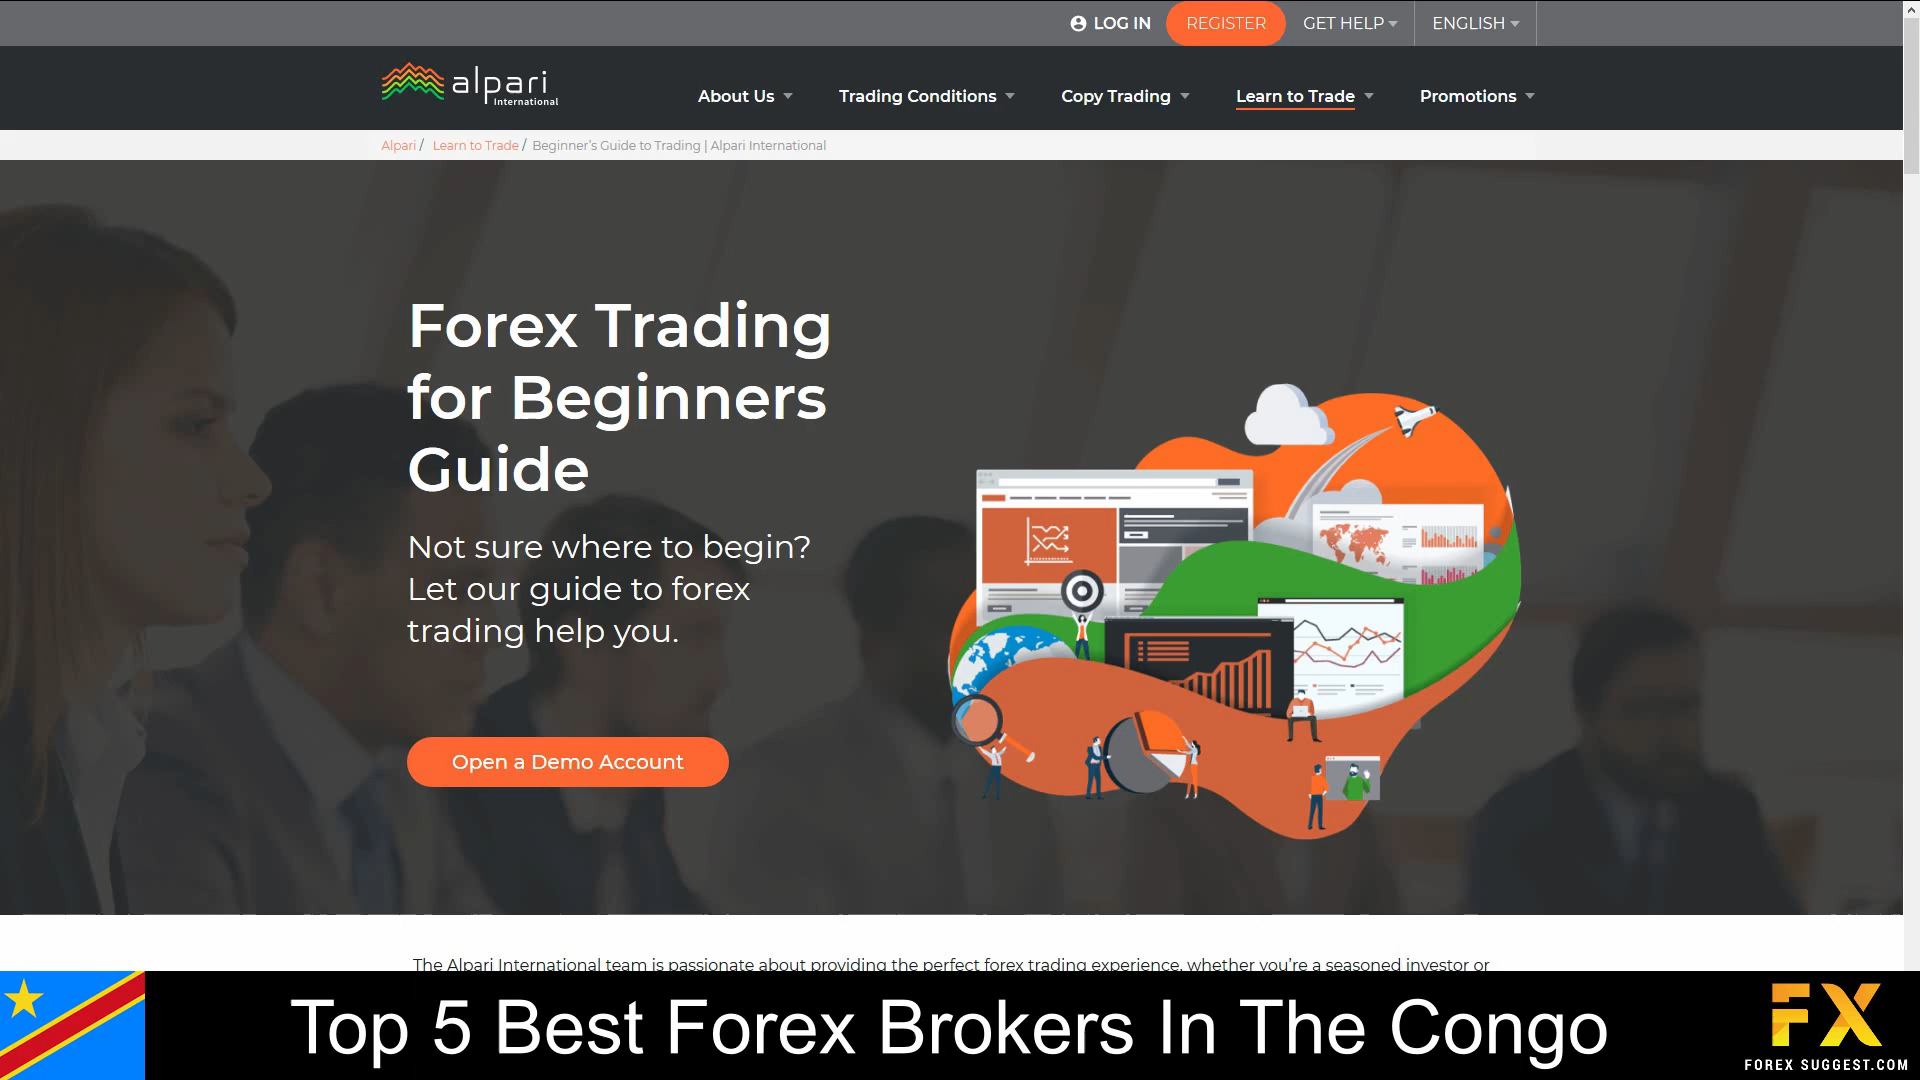 LOG IN
REGISTER
GET HELP
ENGLISH
alpari
International
About Us
Trading Conditions
Copy Trading
Learn to Trade
Promotions
Alpari / Learn to Trade / Beginner's Guide to Trading | Alpari International
Forex Trading
for Beginners
Guide
Not sure where to begin?
Let our guide to forex
trading help you.
Open a Demo Account
The Alpari International team is passionate about providing the perfect forex trading experience, whether you're a seasoned investor or
Top 5 Best Forex Brokers In The Congo
FX
FOREX SUGGEST.COM